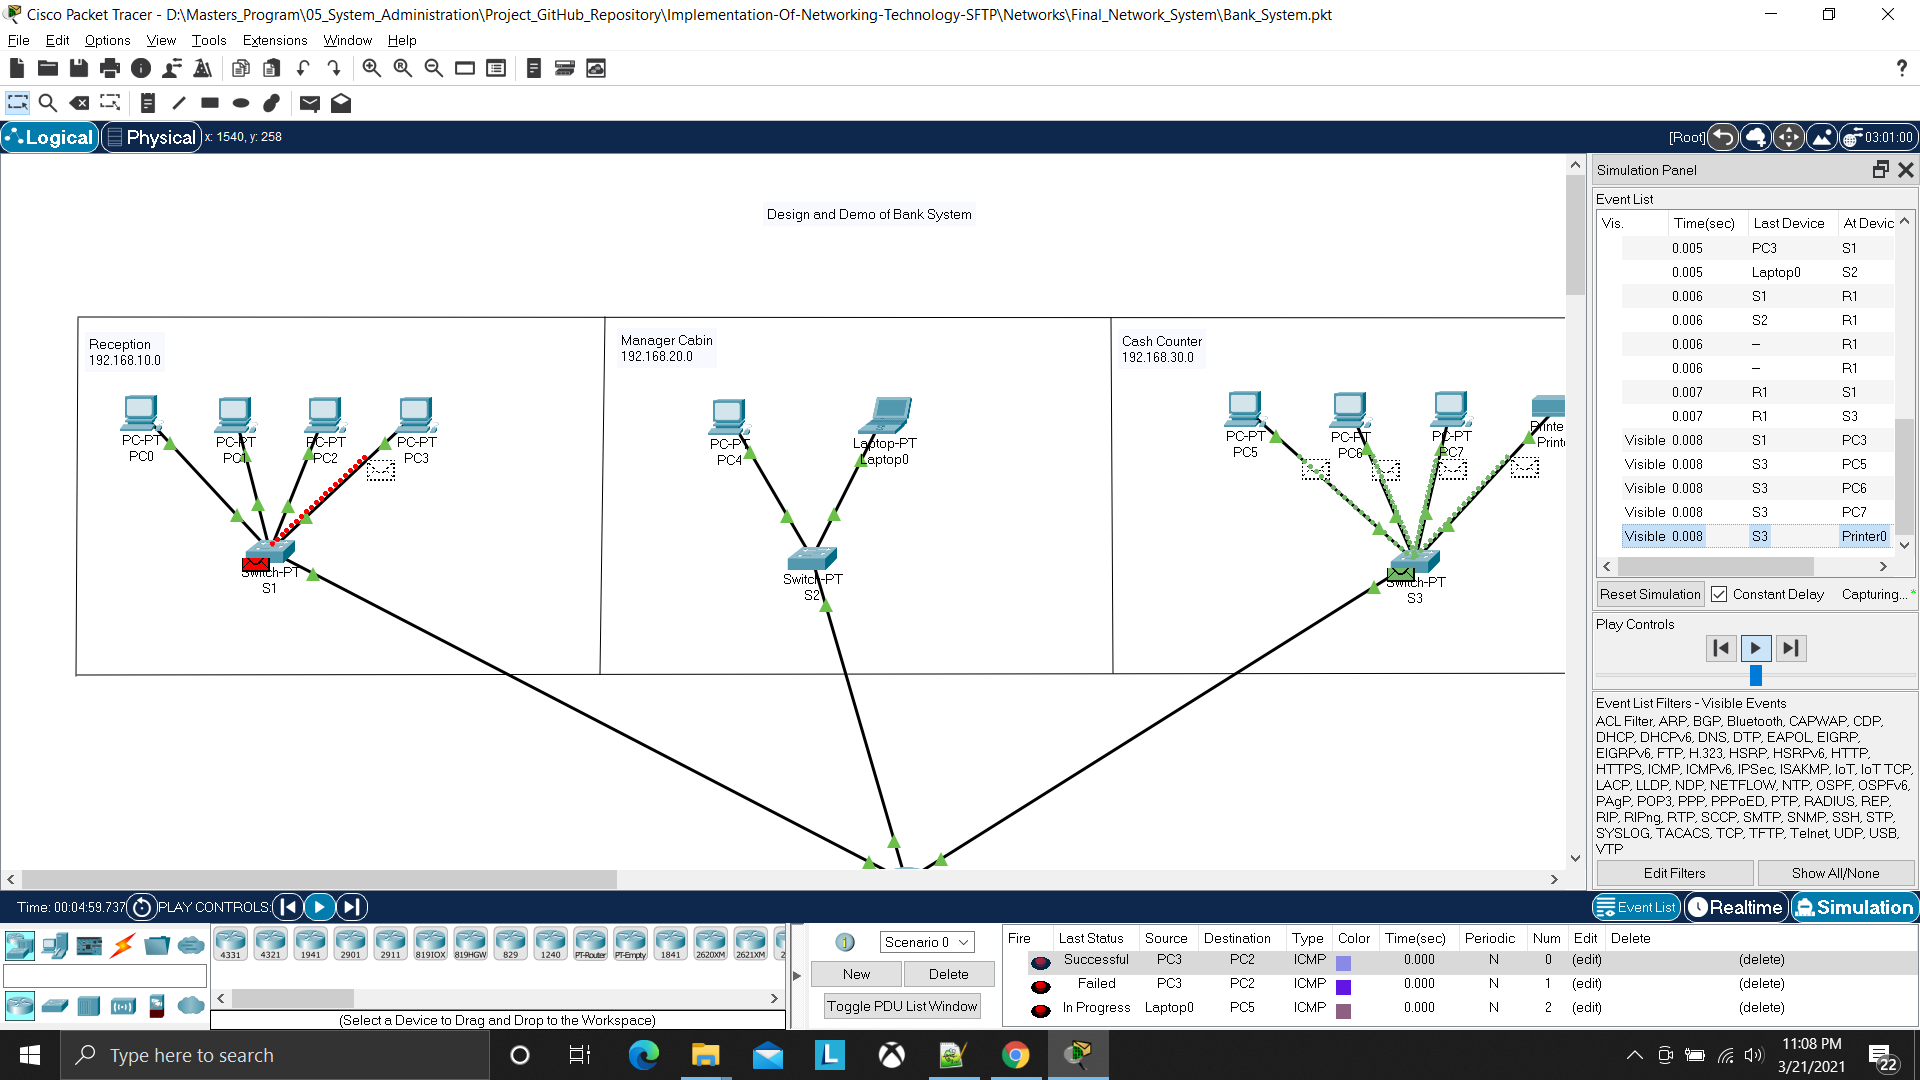 Cisco Packet Tracer - D:\Masters_Program\05_System_Administration\Project_GitHub_Repository\Implementation-Of-Networking-Technology-SFTP\Networks\Final_Network_System\Bank_System.pkt
File Edit Options View Tools Extensions Window Help
?
Logical Physical x: 1540, y: 258
[Root] 03:01:00
Design and Demo of Bank System
Reception
192.168.10.0
Manager Cabin
192.168.20.0
Cash Counter
192.168.30.0
PC-PT
PC0
PC-PT
PC1
PC-PT
PC2
PC-PT
PC3
Switch-PT
S1
PC-PT
PC4
Laptop-PT
Laptop0
Switch-PT
S2
PC-PT
PC5
PC-PT
PC6
PC-PT
PC7
Printer
Printe
Switch-PT
S3
Simulation Panel
Event List
Vis. Time(sec) Last Device At Devic
0.005 PC3 S1
0.005 Laptop0 S2
0.006 S1 R1
0.006 S2 R1
0.006 -- R1
0.006 -- R1
0.007 R1 S1
0.007 R1 S3
Visible 0.008 S1 PC3
Visible 0.008 S3 PC5
Visible 0.008 S3 PC6
Visible 0.008 S3 PC7
Visible 0.008 S3 Printer0
Reset Simulation Constant Delay Capturing... *
Play Controls
Event List Filters - Visible Events
ACL Filter, ARP, BGP, Bluetooth, CAPWAP, CDP,
DHCP, DHCPv6, DNS, DTP, EAPOL, EIGRP,
EIGRPv6, FTP, H.323, HSRP, HSRPv6, HTTP,
HTTPS, ICMP, ICMPv6, IPSec, ISAKMP, IoT, IoT TCP,
LACP, LLDP, NDP, NETFLOW, NTP, OSPF, OSPFv6,
PAgP, POP3, PPP, PPPoED, PTP, RADIUS, REP,
RIP, RIPng, RTP, SCCP, SMTP, SNMP, SSH, STP,
SYSLOG, TACACS, TCP, TFTP, Telnet, UDP, USB,
VTP
Edit Filters Show All/None
Time: 00:04:59.737 PLAY CONTROLS:
Event List Realtime Simulation
4331 4321 1941 2901 2911 819IOX 819HGW 829 1240 PT-Router PT-Empty 1841 2620XM 2621XM 2
(Select a Device to Drag and Drop to the Workspace)
Scenario 0
New Delete
Toggle PDU List Window
Fire Last Status Source Destination Type Color Time(sec) Periodic Num Edit Delete
Successful PC3 PC2 ICMP 0.000 N 0 (edit) (delete)
Failed PC3 PC2 ICMP 0.000 N 1 (edit) (delete)
In Progress Laptop0 PC5 ICMP 0.000 N 2 (edit) (delete)
Type here to search
L
11:08 PM
3/21/2021
22